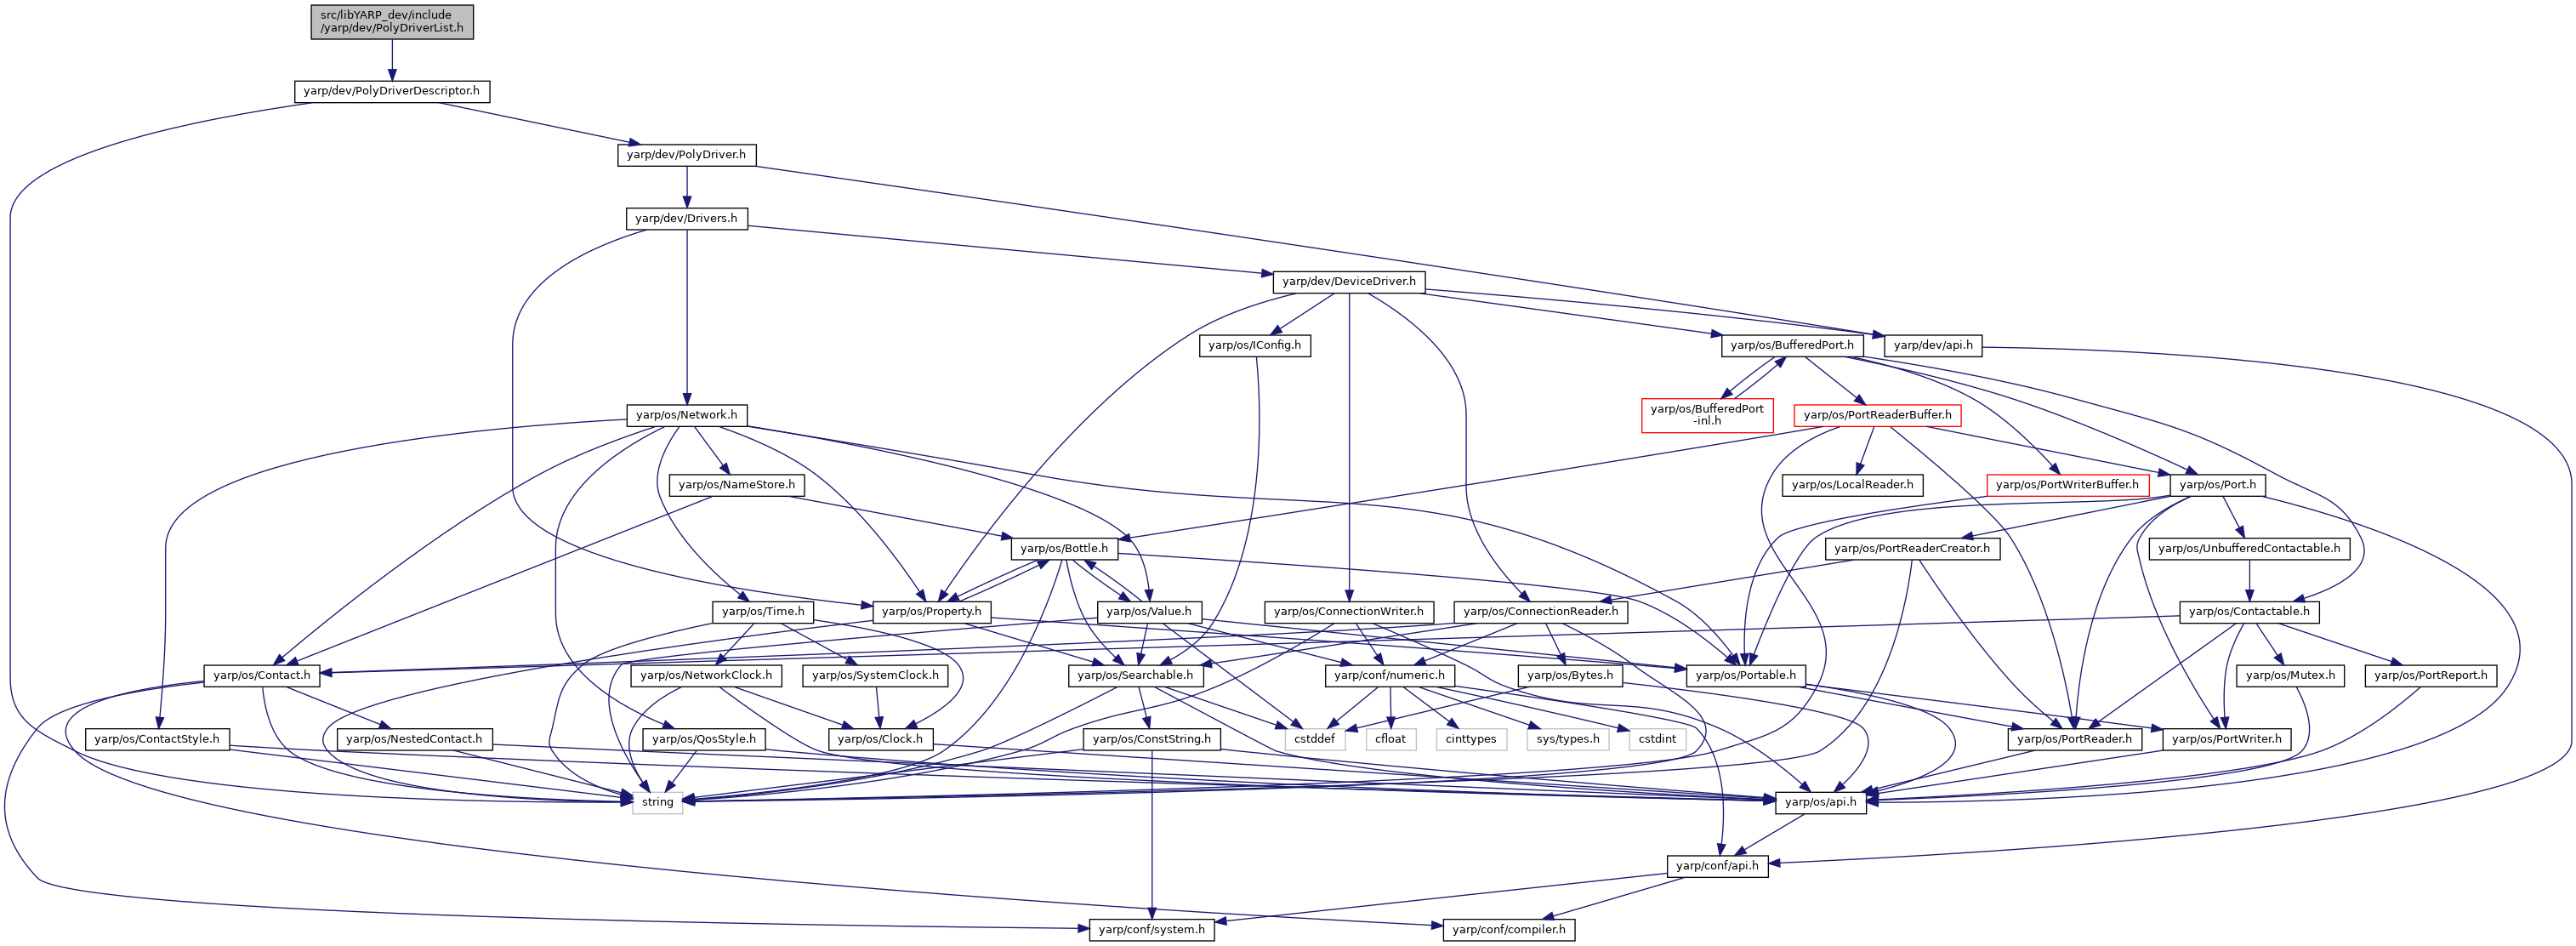 src/libYARP_dev/include
/yarp/dev/PolyDriverList.h
yarp/dev/PolyDriverDescriptor.h
yarp/dev/PolyDriver.h
yarp/dev/Drivers.h
yarp/dev/DeviceDriver.h
yarp/os/IConfig.h
yarp/os/BufferedPort.h
yarp/dev/api.h
yarp/os/Network.h
yarp/os/BufferedPort
-inl.h
yarp/os/PortReaderBuffer.h
yarp/os/NameStore.h
yarp/os/LocalReader.h
yarp/os/PortWriterBuffer.h
yarp/os/Port.h
yarp/os/Bottle.h
yarp/os/PortReaderCreator.h
yarp/os/UnbufferedContactable.h
yarp/os/Time.h
yarp/os/Property.h
yarp/os/Value.h
yarp/os/ConnectionWriter.h
yarp/os/ConnectionReader.h
yarp/os/Contactable.h
yarp/os/Contact.h
yarp/os/NetworkClock.h
yarp/os/SystemClock.h
yarp/os/Searchable.h
yarp/conf/numeric.h
yarp/os/Bytes.h
yarp/os/Portable.h
yarp/os/Mutex.h
yarp/os/PortReport.h
yarp/os/ContactStyle.h
yarp/os/NestedContact.h
yarp/os/QosStyle.h
yarp/os/Clock.h
yarp/os/ConstString.h
cstddef
cfloat
cinttypes
sys/types.h
cstdint
yarp/os/PortReader.h
yarp/os/PortWriter.h
string
yarp/os/api.h
yarp/conf/api.h
yarp/conf/system.h
yarp/conf/compiler.h